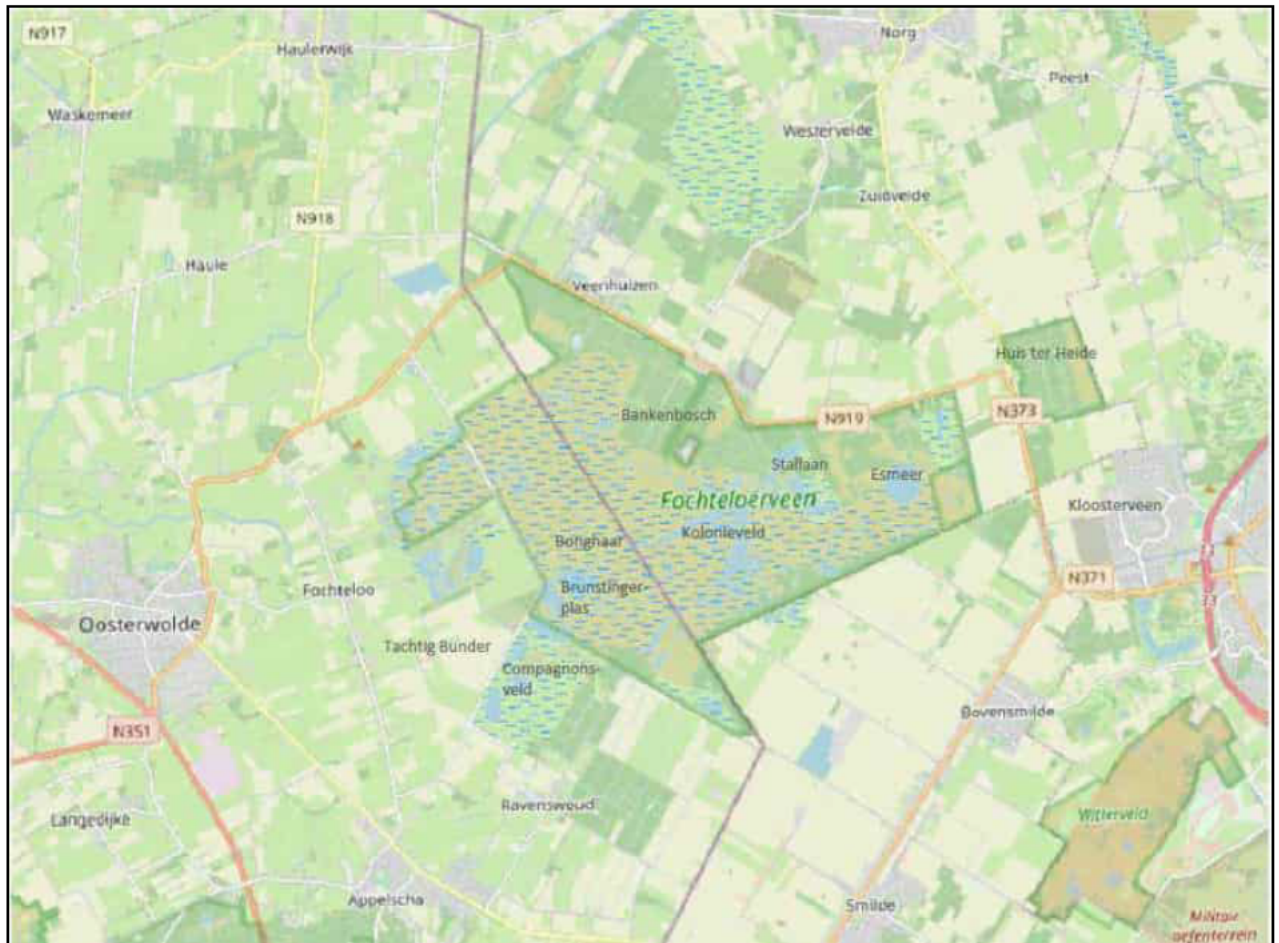 N917
Haulerwijk
Norg
Peest
Waskemeer
Westervelde
Zuidvelde
N918
Haule
Veenhuizen
Huis ter Heide
Bankenbosch
N919
N373
Stallaan
Esmeer
Fochteloërveen
Kloosterveen
Kolonieveld
Bonghaar
N371
33
Fochteloo
Brunstinger-
plas
Oosterwolde
Tachtig Bunder
Compagnons-
veld
Bovensmilde
N351
Ravenswoud
Witterveld
Langedijke
Appelscha
Smilde
Militair
oefenterrein